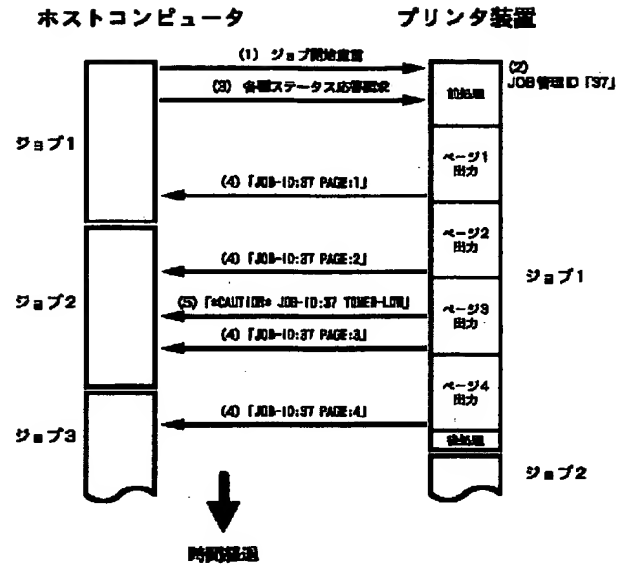 ホストコンピュータ
プリンタ装置
(1) ジョブ開始宣言
(2)
JOB管理ID「37」
(3) 各種ステータス応答要求
前処理
ジョブ1
ページ1
出力
(4)「JOB-ID:37 PAGE:1」
ページ2
出力
(4)「JOB-ID:37 PAGE:2」
ジョブ1
ジョブ2
(5)「*CAUTION* JOB-ID:37 TONER-LOW」
ページ3
出力
(4)「JOB-ID:37 PAGE:3」
ページ4
出力
(4)「JOB-ID:37 PAGE:4」
ジョブ3
後処理
ジョブ2
時間経過